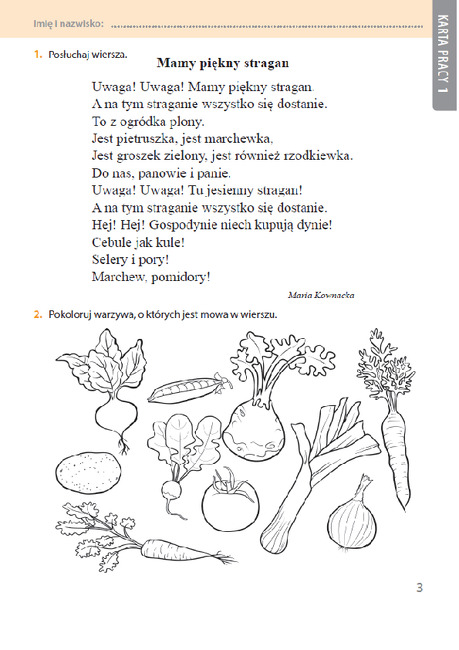 Imię i nazwisko:
KARTA PRACY 1
1. Posłuchaj wiersza.
Mamy piękny stragan
Uwaga! Uwaga! Mamy piękny stragan.
A na tym straganie wszystko się dostanie.
To z ogródka plony.
Jest pietruszka, jest marchewka,
Jest groszek zielony, jest również rzodkiewka.
Do nas, panowie i panie.
Uwaga! Uwaga! Tu jesienny stragan!
A na tym straganie wszystko się dostanie.
Hej! Hej! Gospodynie niech kupują dynie!
Cebule jak kule!
Selery i pory!
Marchew, pomidory!
Maria Kownacka
2. Pokoloruj warzywa, o których jest mowa w wierszu.
3